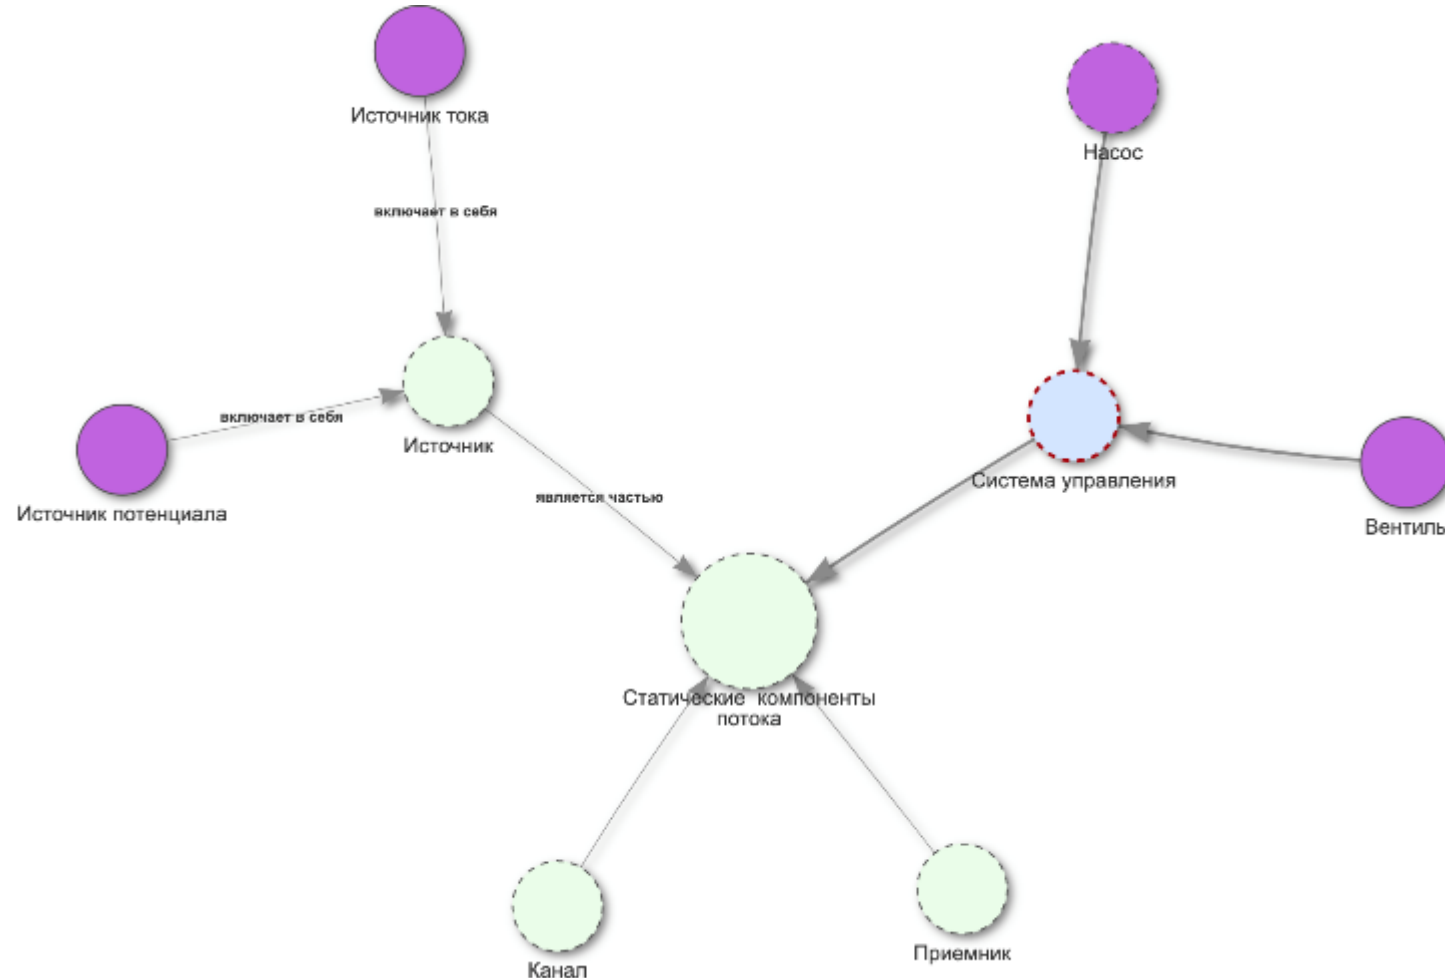 Источник тока
Насос
включает в себя
включает в себя
Источник
Система управления
является частью
Источник потенциала
Вентиль
Статические компоненты
потока
Приемник
Канал